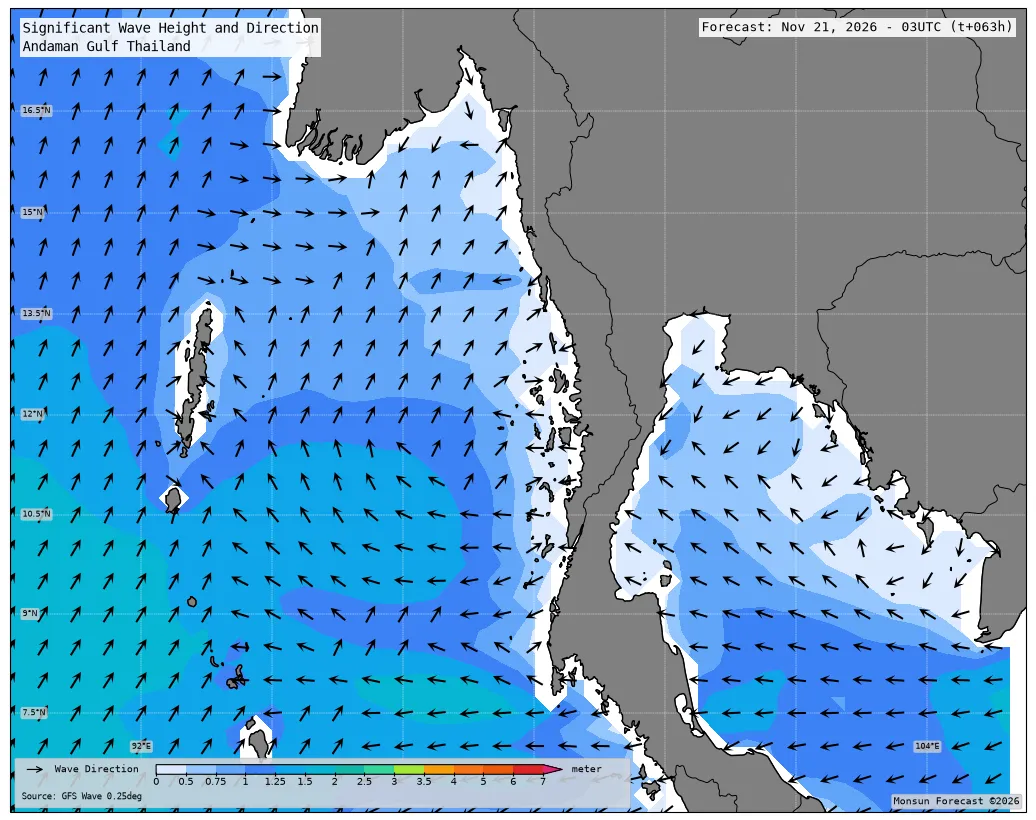 Significant Wave Height and Direction
Andaman Gulf Thailand
Forecast: Nov 21, 2026 - 03UTC (t+063h)
16.5°N
15°N
13.5°N
12°N
10.5°N
9°N
7.5°N
92°E
104°E
Wave Direction
0 0.5 0.75 1 1.25 1.5 2 2.5 3 3.5 4 5 6 7
meter
Source: GFS Wave 0.25deg
Monsun Forecast ©2026